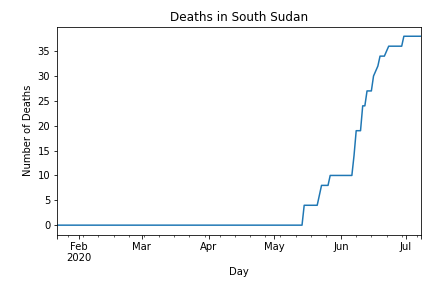 Deaths in South Sudan
Number of Deaths
35
30
25
20
15
10
5
0
Feb
2020
Mar
Apr
May
Jun
Jul
Day